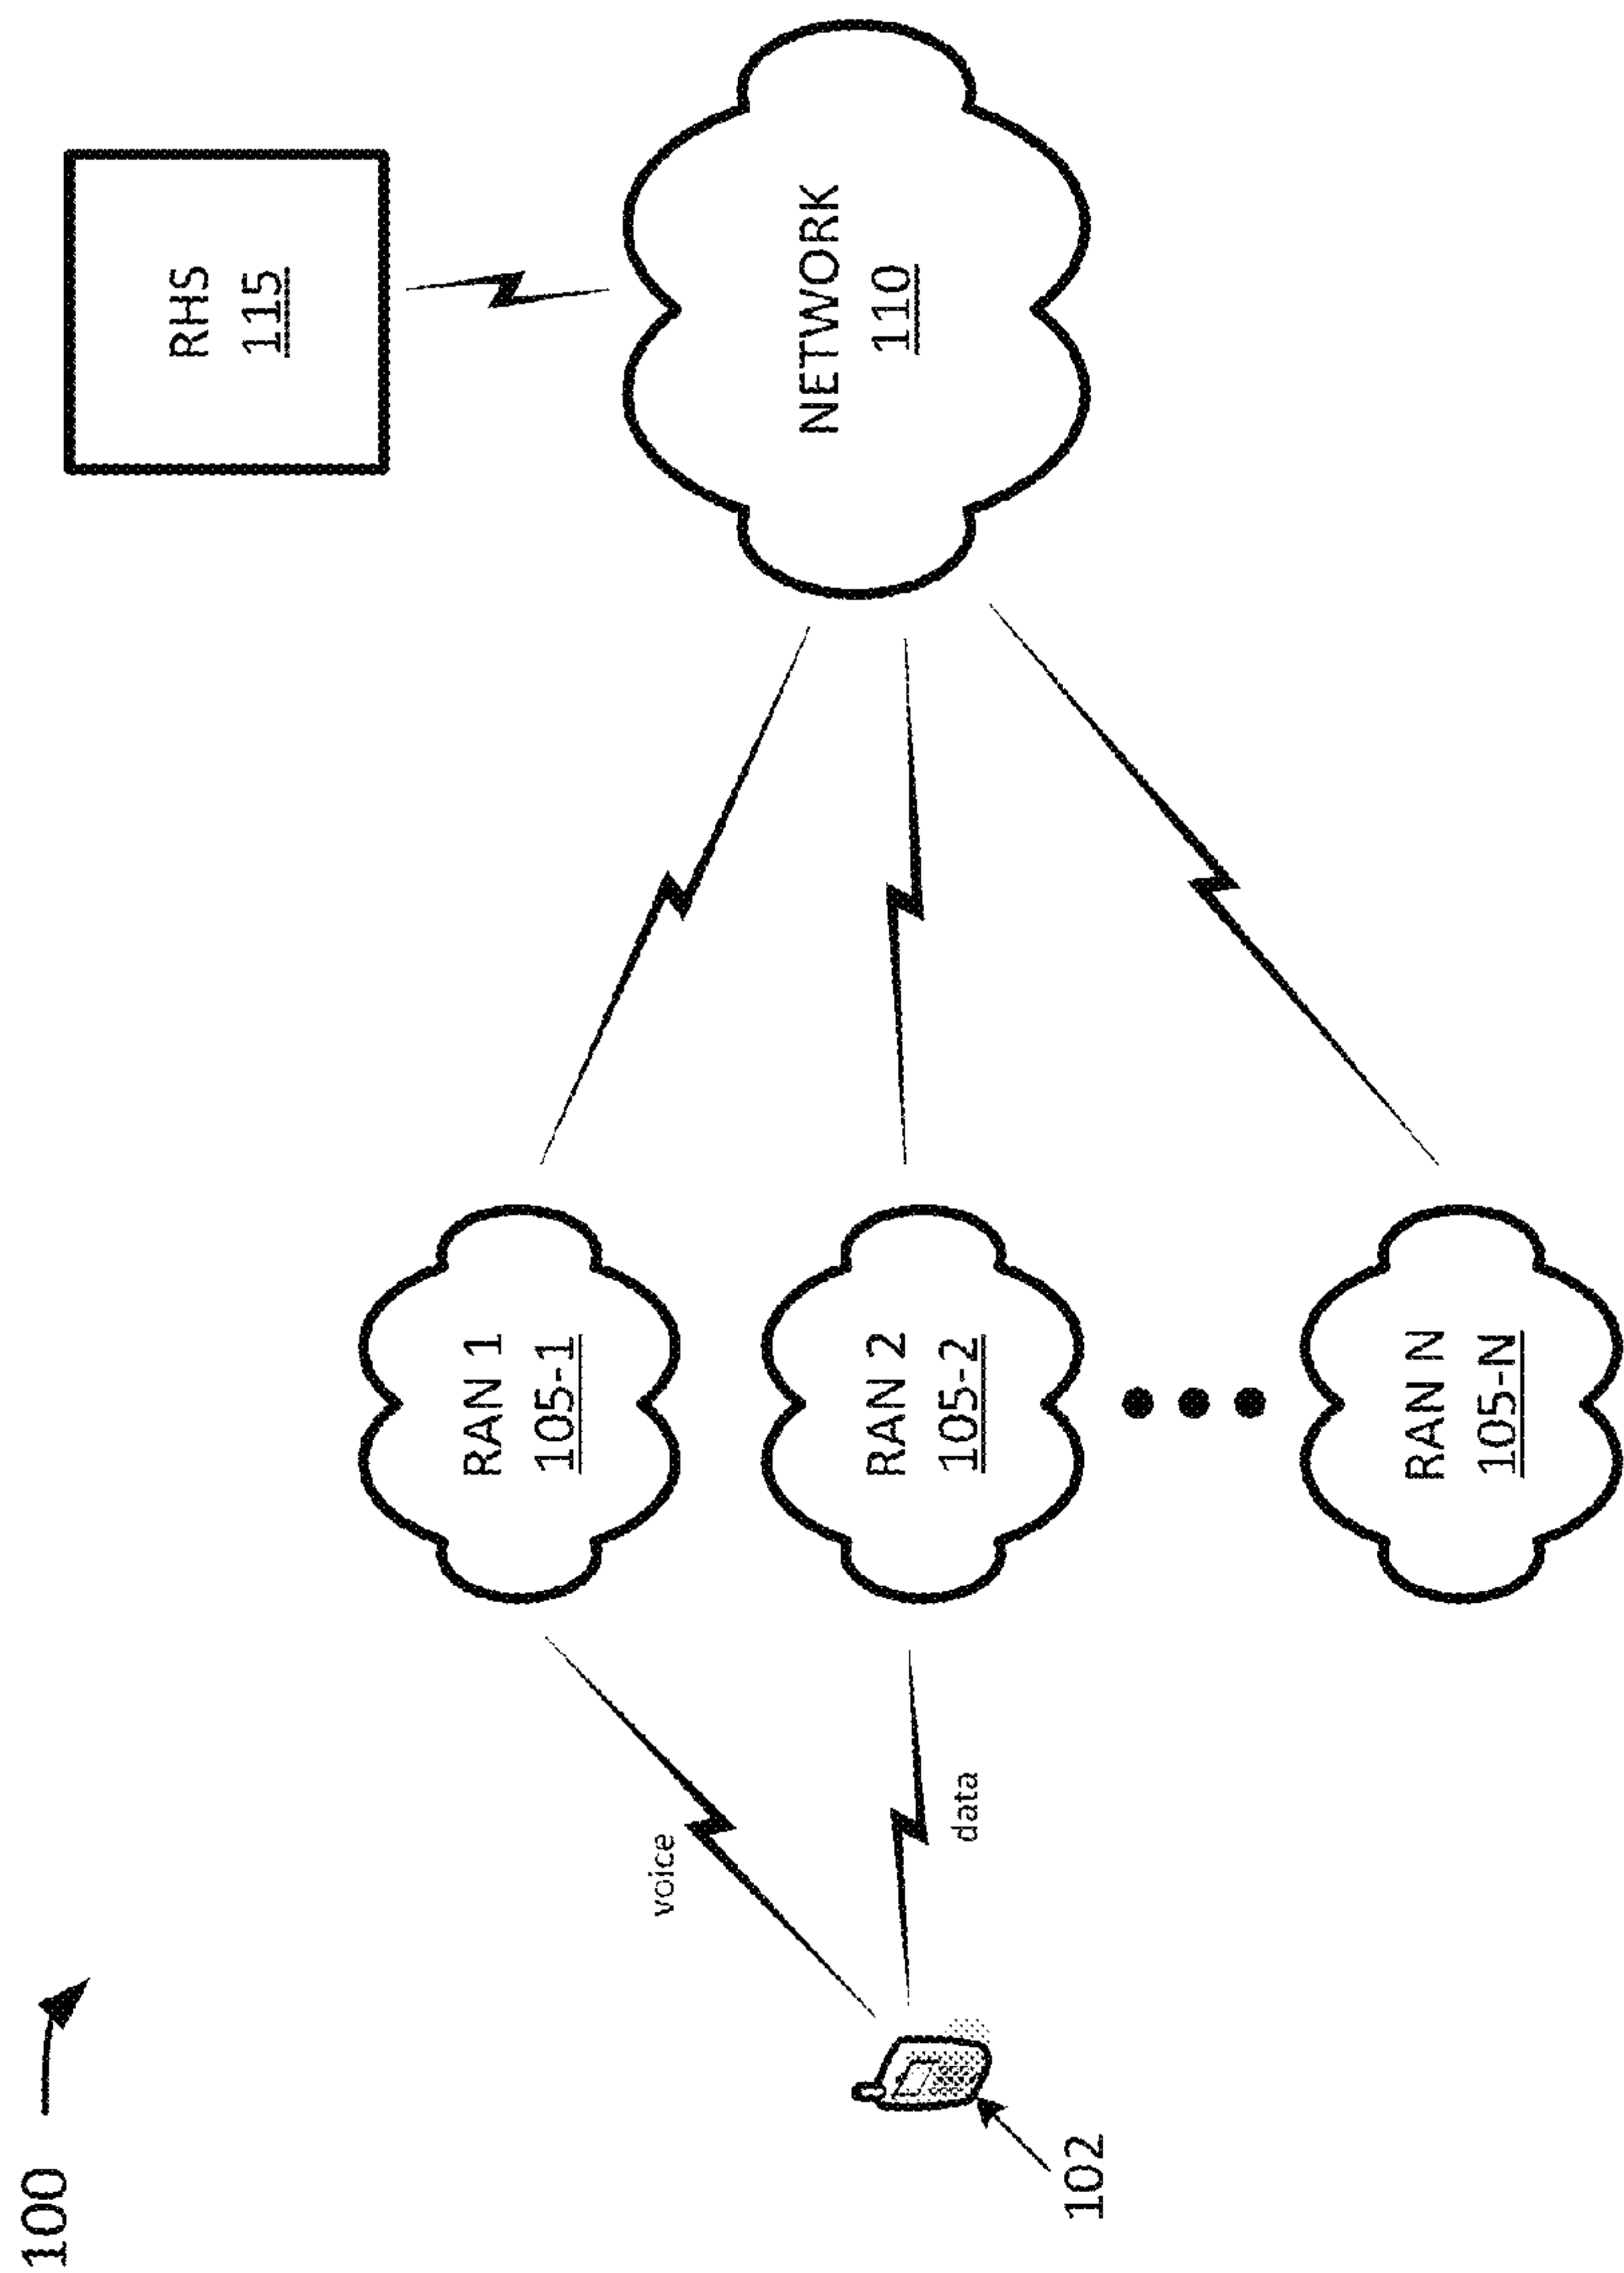 100
RHS
115
NETWORK
110
RAN 1
105-1
RAN 2
105-2
RAN N
105-N
voice
data
102